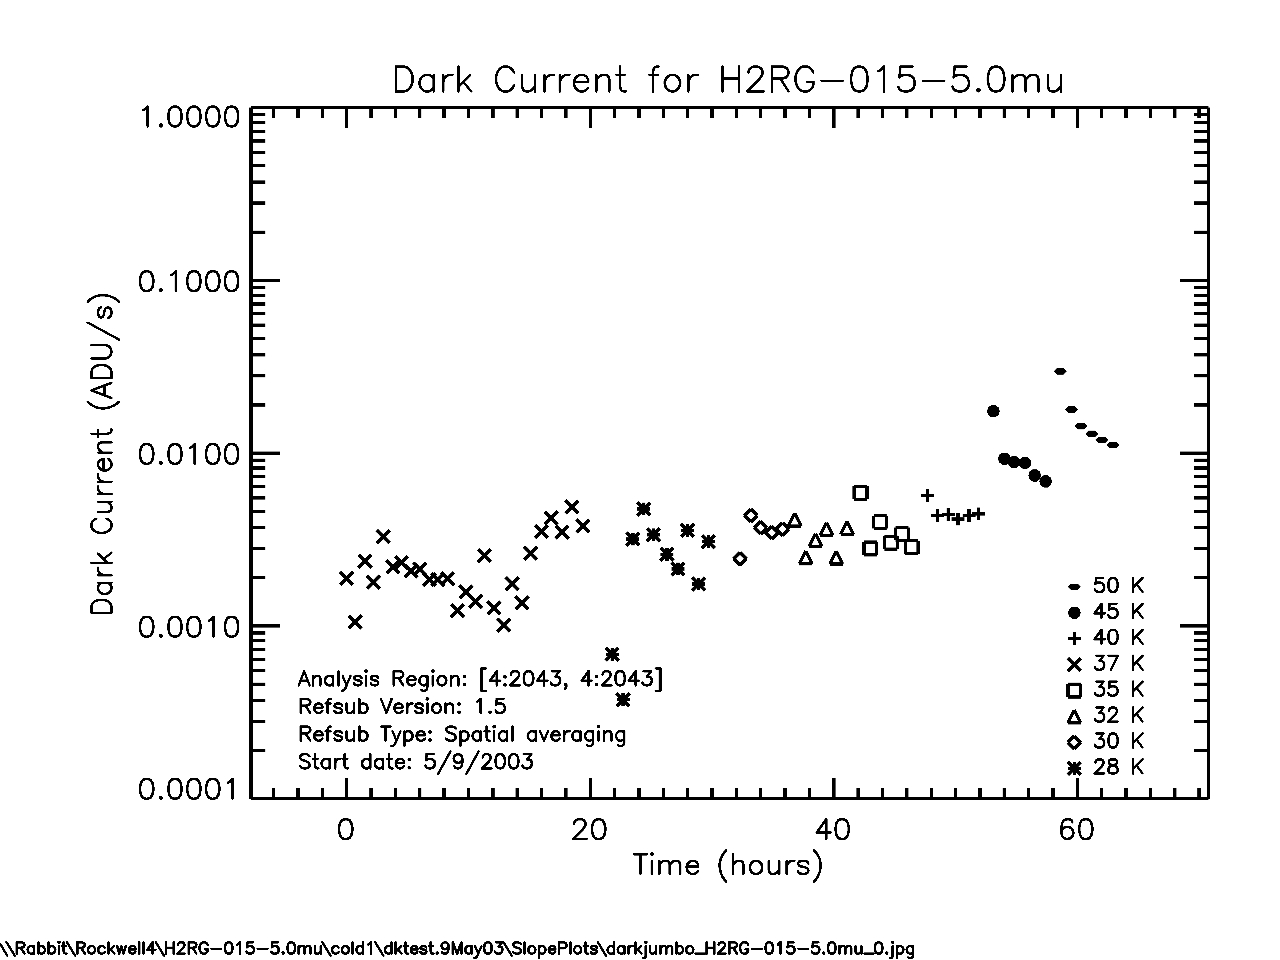 Dark Current for H2RG-015-5.0mu
1.0000
0.1000
0.0100
0.0010
0.0001
Dark Current (ADU/s)
50 K
45 K
40 K
37 K
35 K
32 K
30 K
28 K
Analysis Region: [4:2043, 4:2043]
Refsub Version: 1.5
Refsub Type: Spatial averaging
Start date: 5/9/2003
0 20 40 60
Time (hours)
\\Rabbit\Rockwell4\H2RG-015-5.0mu\cold1\dktest.9May03\SlopePlots\darkjumbo_H2RG-015-5.0mu_0.jpg